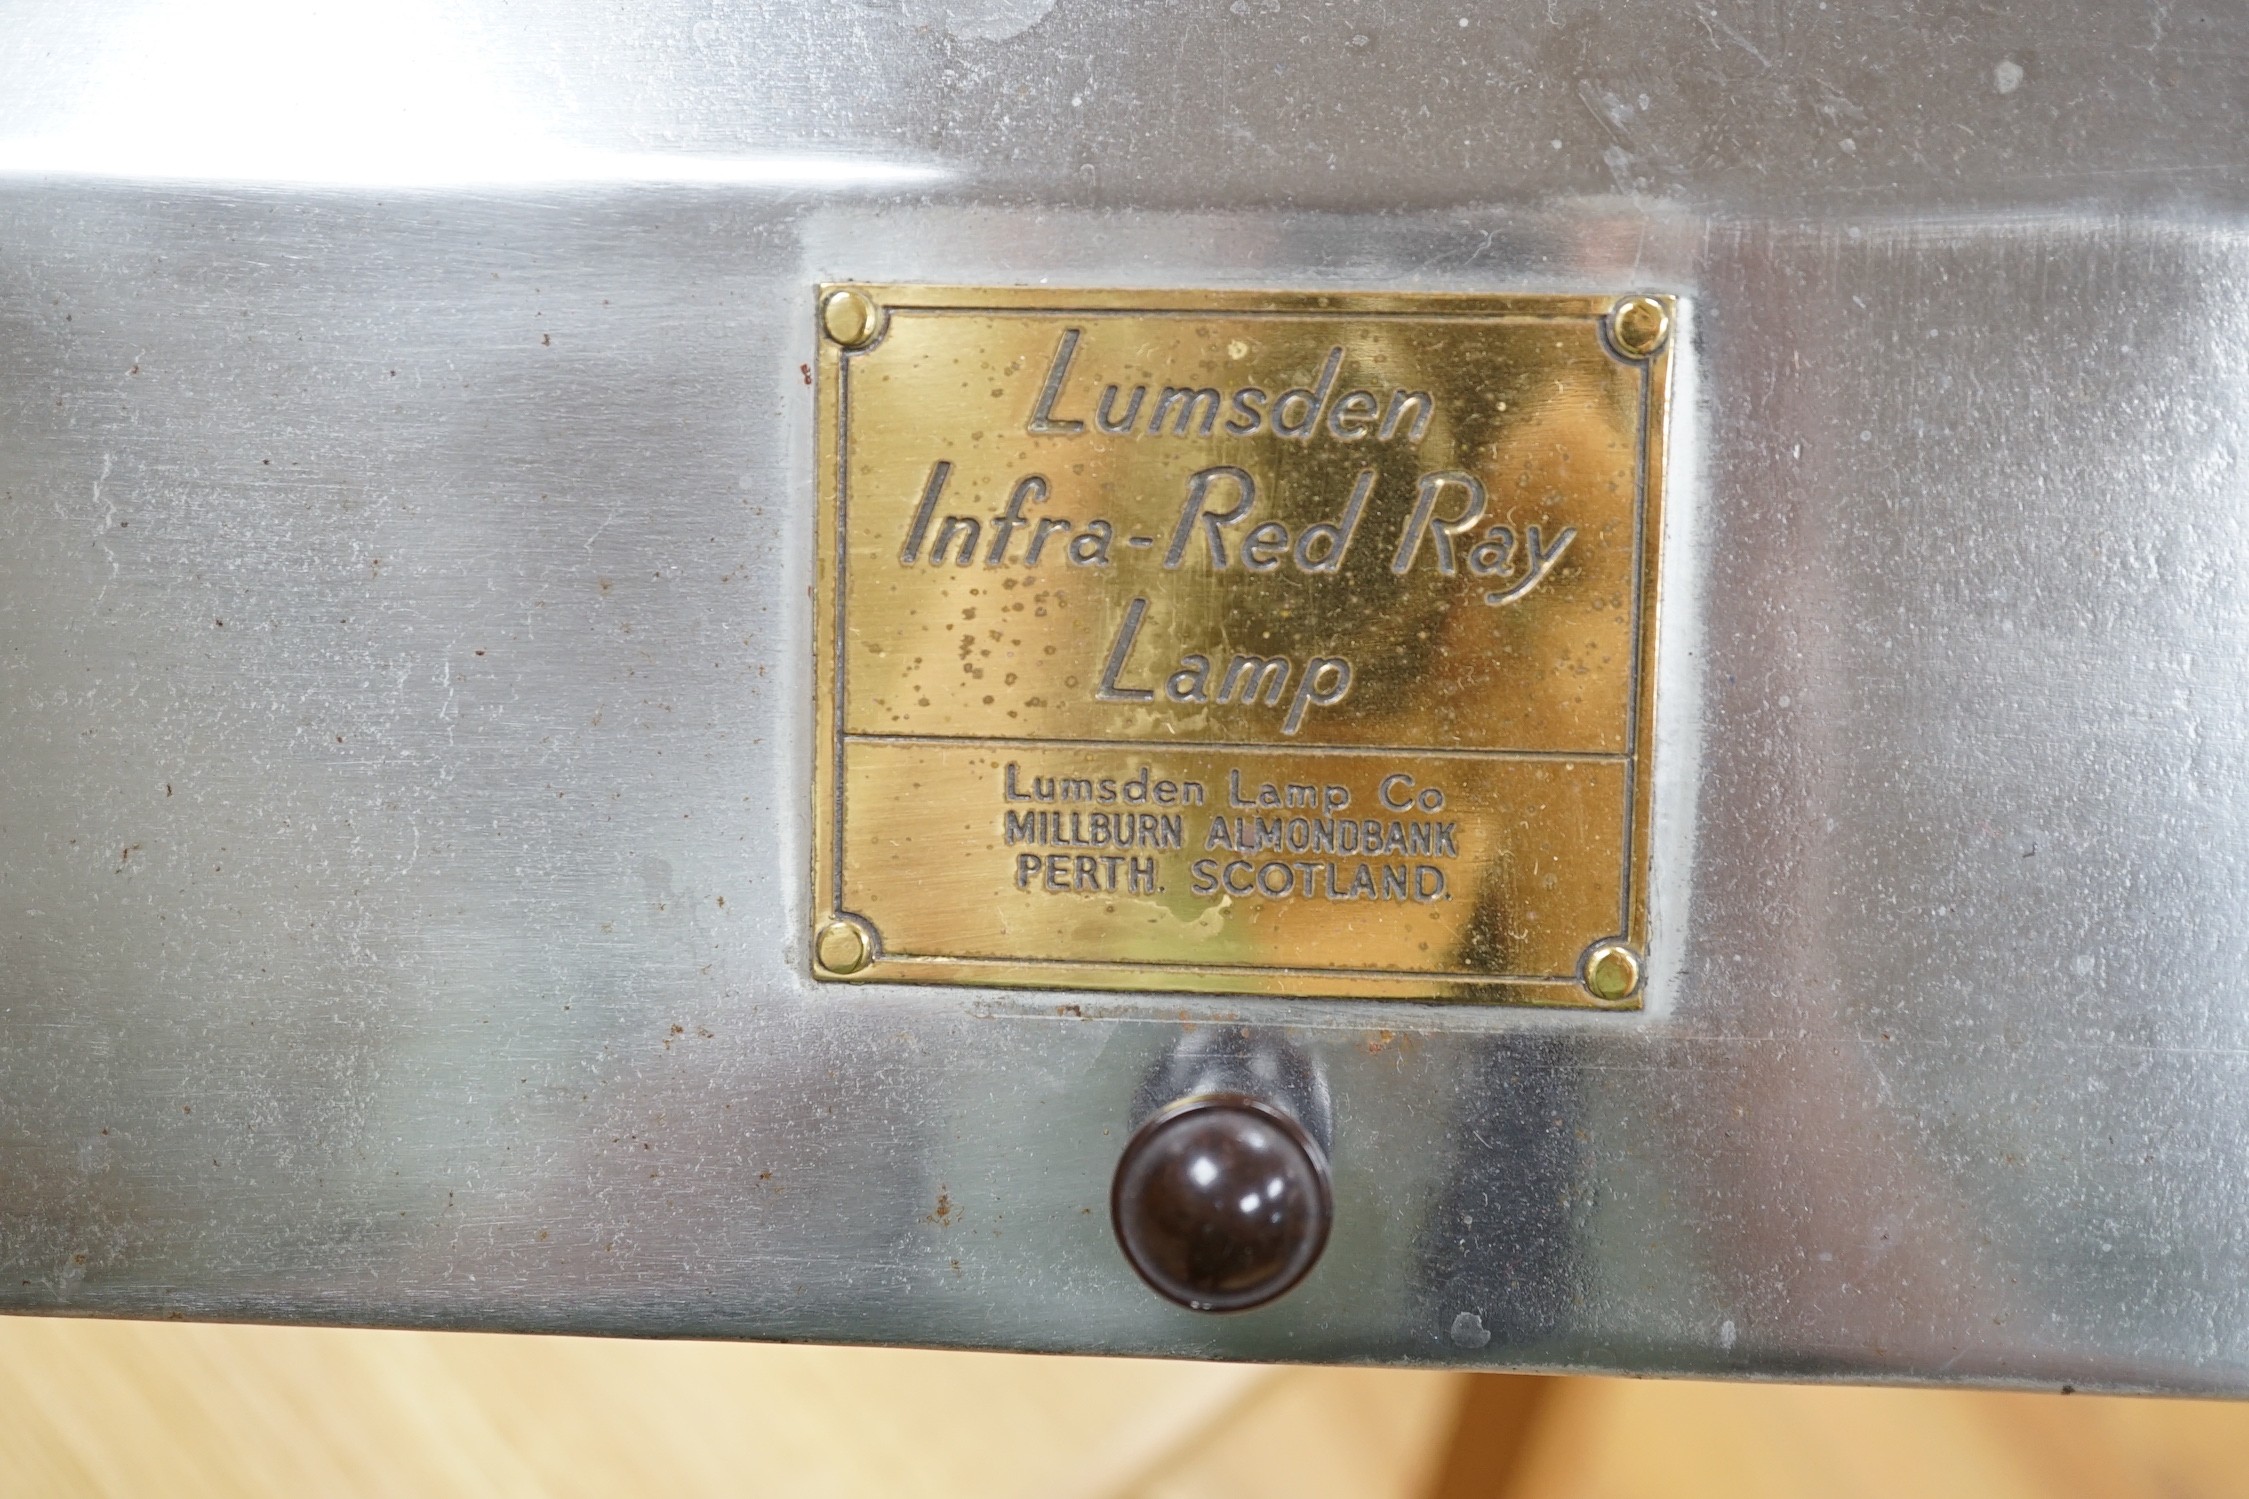 Lumsden
Infra-Red Ray
Lamp
Lumsden Lamp Co
MILLBURN ALMONDBANK
PERTH. SCOTLAND.